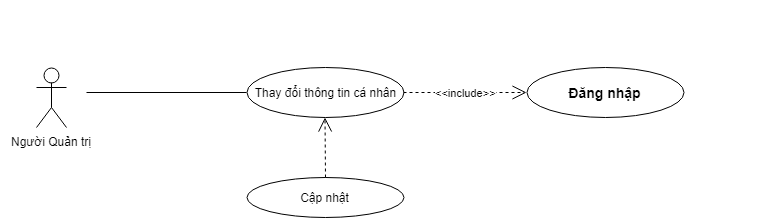 Thay đổi thông tin cá nhân
<<include>>
Đăng nhập
Người Quản trị
Cập nhật